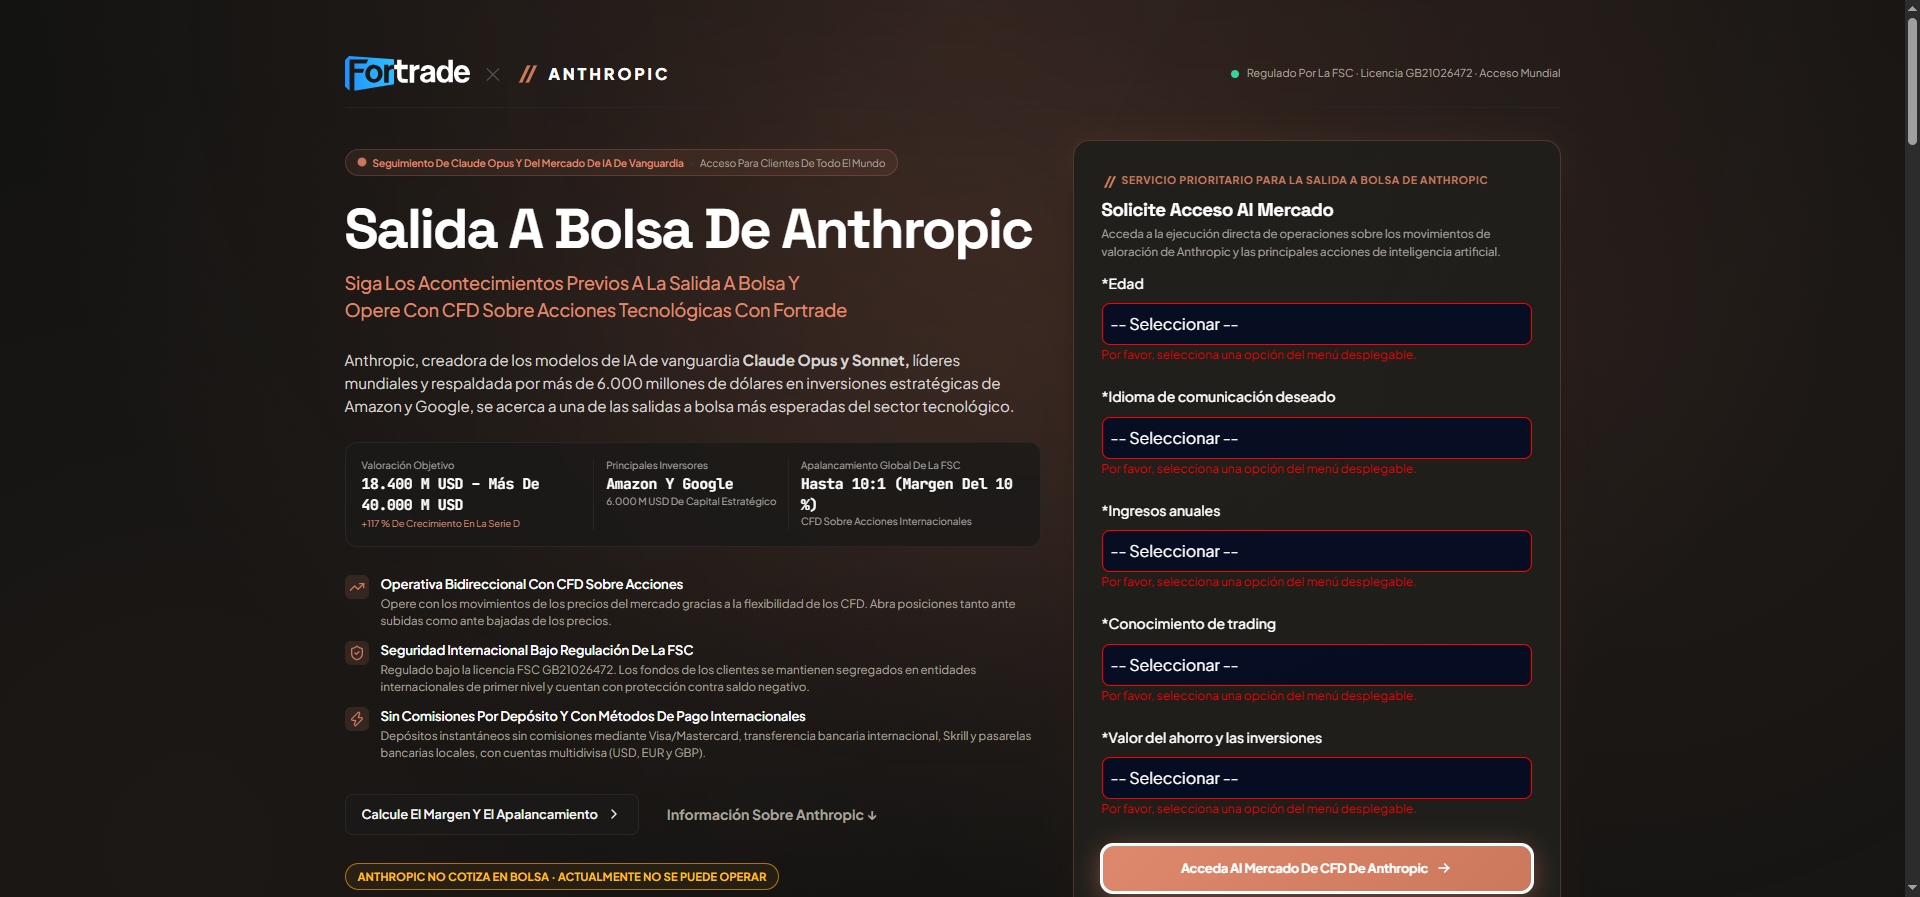 Fortrade × // ANTHROPIC
Regulado Por La FSC · Licencia GB21026472 · Acceso Mundial
Seguimiento De Claude Opus Y Del Mercado De IA De Vanguardia · Acceso Para Clientes De Todo El Mundo
Salida A Bolsa De Anthropic
Siga Los Acontecimientos Previos A La Salida A Bolsa Y
Opere Con CFD Sobre Acciones Tecnológicas Con Fortrade
Anthropic, creadora de los modelos de IA de vanguardia Claude Opus y Sonnet, líderes
mundiales y respaldada por más de 6.000 millones de dólares en inversiones estratégicas de
Amazon y Google, se acerca a una de las salidas a bolsa más esperadas del sector tecnológico.
Valoración Objetivo
18.400 M USD – Más De
40.000 M USD
+117 % De Crecimiento En La Serie D
Principales Inversores
Amazon Y Google
6.000 M USD De Capital Estratégico
Apalancamiento Global De La FSC
Hasta 10:1 (Margen Del 10
%)
CFD Sobre Acciones Internacionales
Operativa Bidireccional Con CFD Sobre Acciones
Opere con los movimientos de los precios del mercado gracias a la flexibilidad de los CFD. Abra posiciones tanto ante
subidas como ante bajadas de los precios.
Seguridad Internacional Bajo Regulación De La FSC
Regulado bajo la licencia FSC GB21026472. Los fondos de los clientes se mantienen segregados en entidades
internacionales de primer nivel y cuentan con protección contra saldo negativo.
Sin Comisiones Por Depósito Y Con Métodos De Pago Internacionales
Depósitos instantáneos sin comisiones mediante Visa/Mastercard, transferencia bancaria internacional, Skrill y pasarelas
bancarias locales, con cuentas multidivisa (USD, EUR y GBP).
Calcule El Margen Y El Apalancamiento >
Información Sobre Anthropic ↓
ANTHROPIC NO COTIZA EN BOLSA · ACTUALMENTE NO SE PUEDE OPERAR
// SERVICIO PRIORITARIO PARA LA SALIDA A BOLSA DE ANTHROPIC
Solicite Acceso Al Mercado
Acceda a la ejecución directa de operaciones sobre los movimientos de
valoración de Anthropic y las principales acciones de inteligencia artificial.
*Edad
-- Seleccionar --
Por favor, selecciona una opción del menú desplegable.
*Idioma de comunicación deseado
-- Seleccionar --
Por favor, selecciona una opción del menú desplegable.
*Ingresos anuales
-- Seleccionar --
Por favor, selecciona una opción del menú desplegable.
*Conocimiento de trading
-- Seleccionar --
Por favor, selecciona una opción del menú desplegable.
*Valor del ahorro y las inversiones
-- Seleccionar --
Por favor, selecciona una opción del menú desplegable.
Acceda Al Mercado De CFD De Anthropic →